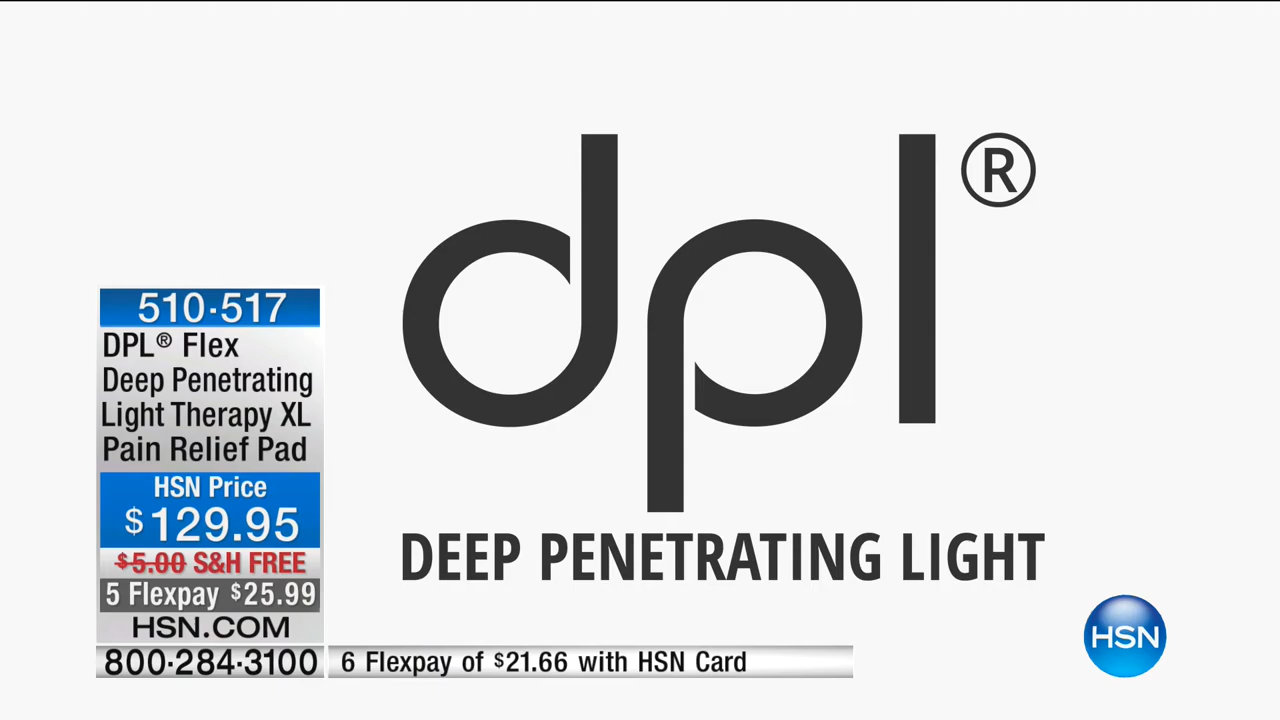 dpl®
DEEP PENETRATING LIGHT
510-517
DPL® Flex
Deep Penetrating
Light Therapy XL
Pain Relief Pad
HSN Price
$129.95
$5.00 S&H FREE
5 Flexpay $25.99
HSN.COM
800-284-3100
6 Flexpay of $21.66 with HSN Card
HSN